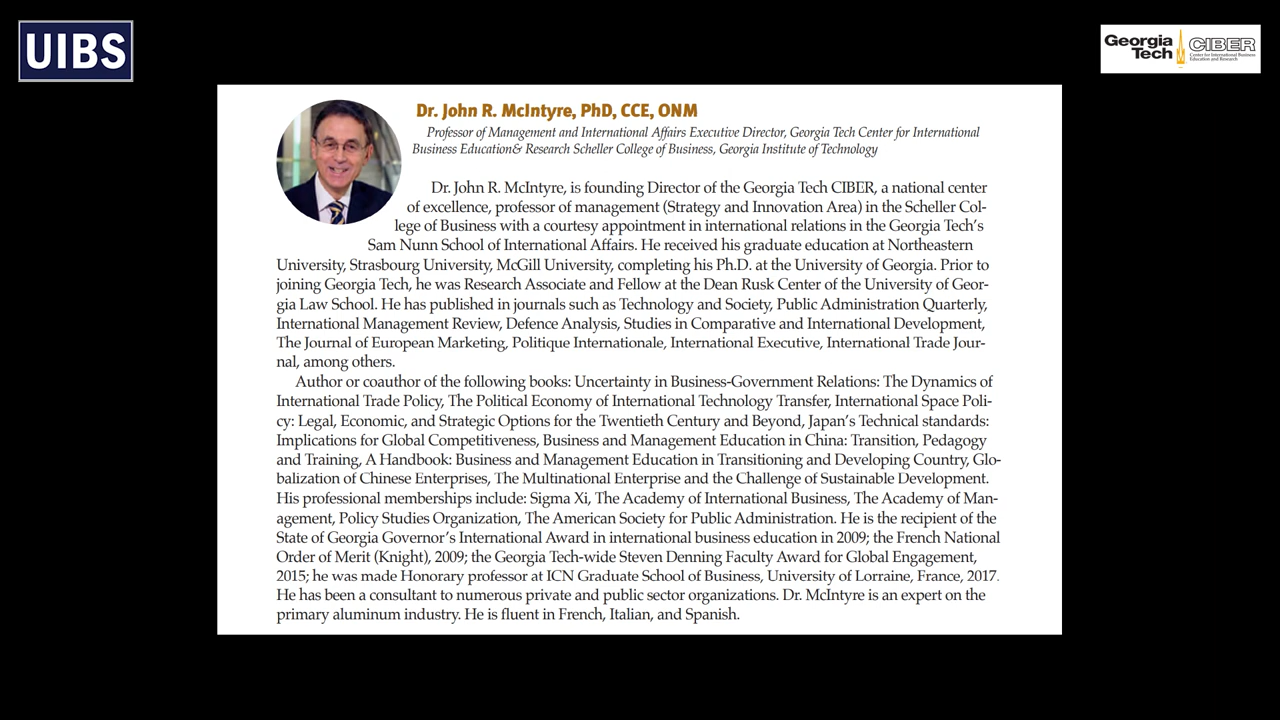 UIBS
Georgia Tech
CIBER
Center for International Business
Education and Research
Dr. John R. McIntyre, PhD, CCE, ONM
Professor of Management and International Affairs Executive Director, Georgia Tech Center for International
Business Education& Research Scheller College of Business, Georgia Institute of Technology
Dr. John R. McIntyre, is founding Director of the Georgia Tech CIBER, a national center
of excellence, professor of management (Strategy and Innovation Area) in the Scheller Col-
lege of Business with a courtesy appointment in international relations in the Georgia Tech's
Sam Nunn School of International Affairs. He received his graduate education at Northeastern
University, Strasbourg University, McGill University, completing his Ph.D. at the University of Georgia. Prior to
joining Georgia Tech, he was Research Associate and Fellow at the Dean Rusk Center of the University of Geor-
gia Law School. He has published in journals such as Technology and Society, Public Administration Quarterly,
International Management Review, Defence Analysis, Studies in Comparative and International Development,
The Journal of European Marketing, Politique Internationale, International Executive, International Trade Jour-
nal, among others.
Author or coauthor of the following books: Uncertainty in Business-Government Relations: The Dynamics of
International Trade Policy, The Political Economy of International Technology Transfer, International Space Poli-
cy: Legal, Economic, and Strategic Options for the Twentieth Century and Beyond, Japan's Technical standards:
Implications for Global Competitiveness, Business and Management Education in China: Transition, Pedagogy
and Training, A Handbook: Business and Management Education in Transitioning and Developing Country, Glo-
balization of Chinese Enterprises, The Multinational Enterprise and the Challenge of Sustainable Development.
His professional memberships include: Sigma Xi, The Academy of International Business, The Academy of Man-
agement, Policy Studies Organization, The American Society for Public Administration. He is the recipient of the
State of Georgia Governor's International Award in international business education in 2009; the French National
Order of Merit (Knight), 2009; the Georgia Tech-wide Steven Denning Faculty Award for Global Engagement,
2015; he was made Honorary professor at ICN Graduate School of Business, University of Lorraine, France, 2017.
He has been a consultant to numerous private and public sector organizations. Dr. McIntyre is an expert on the
primary aluminum industry. He is fluent in French, Italian, and Spanish.